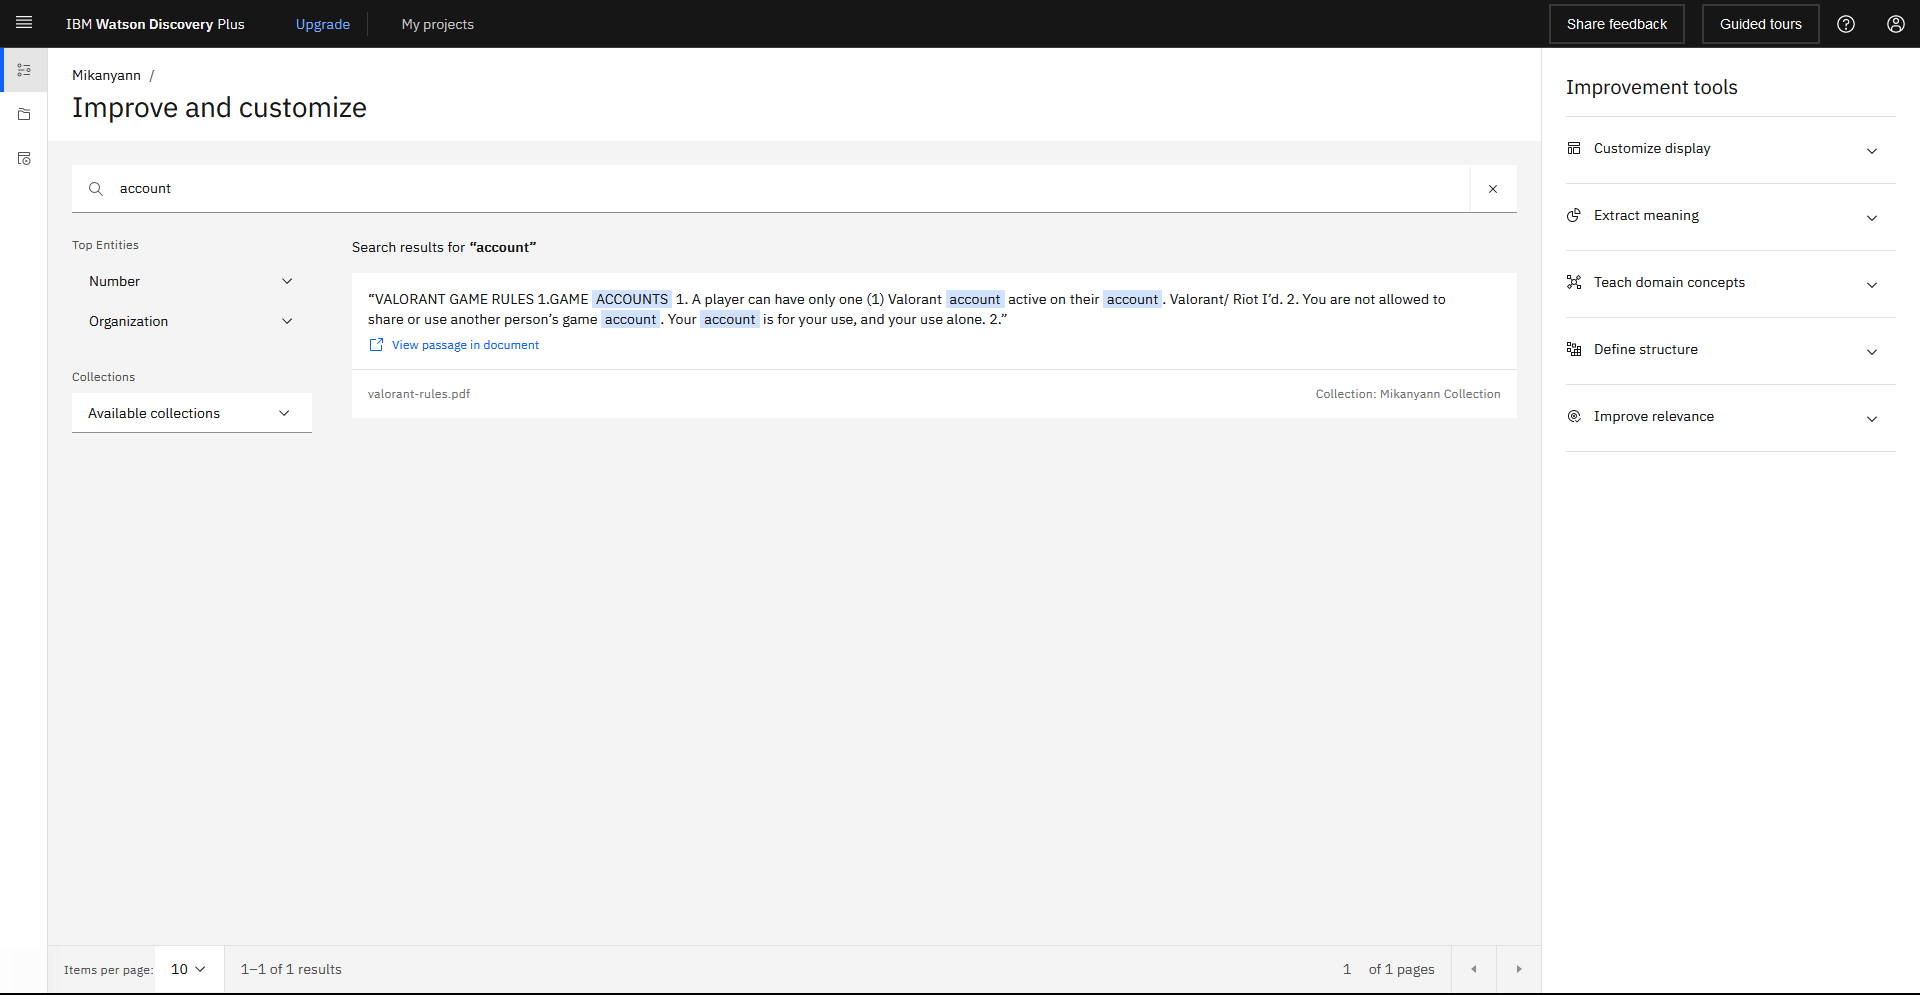 IBM Watson Discovery Plus
Upgrade
My projects
Share feedback
Guided tours
Mikanyann /
Improve and customize
account
Top Entities
Number
Organization
Collections
Available collections
Search results for “account”
“VALORANT GAME RULES 1.GAME ACCOUNTS 1. A player can have only one (1) Valorant account active on their account. Valorant/ Riot I’d. 2. You are not allowed to
share or use another person’s game account. Your account is for your use, and your use alone. 2.”
View passage in document
valorant-rules.pdf
Collection: Mikanyann Collection
Improvement tools
Customize display
Extract meaning
Teach domain concepts
Define structure
Improve relevance
Items per page: 10
1–1 of 1 results
1 of 1 pages